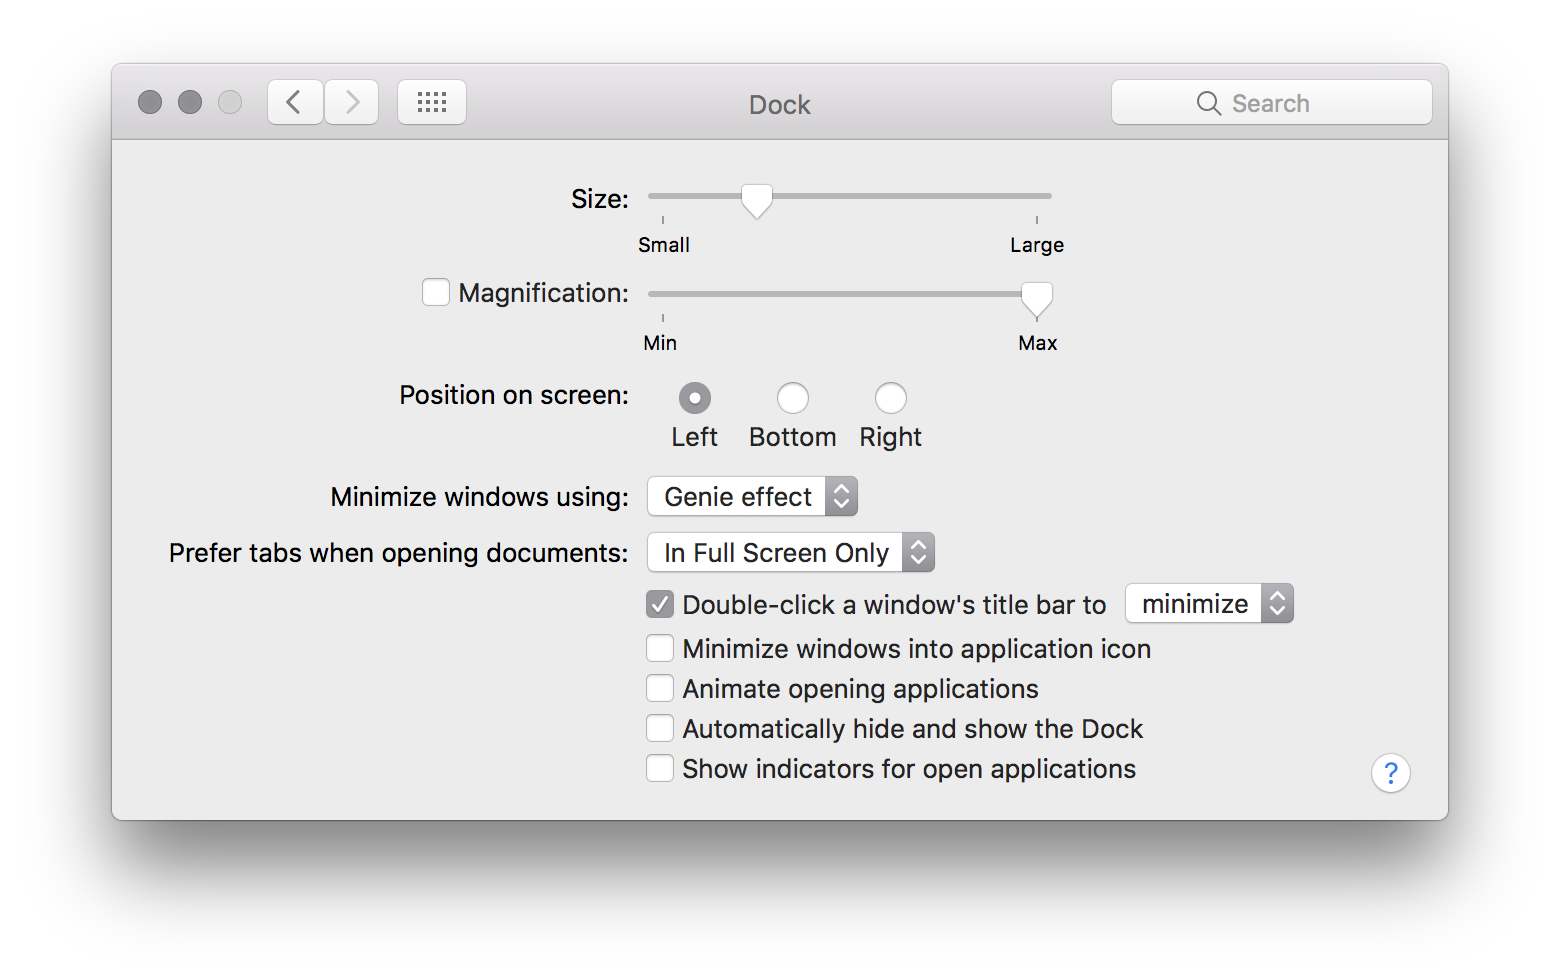 Dock
Search
Size:
Small Large
Magnification:
Min Max
Position on screen:
Left Bottom Right
Minimize windows using: Genie effect
Prefer tabs when opening documents: In Full Screen Only
Double-click a window's title bar to minimize
Minimize windows into application icon
Animate opening applications
Automatically hide and show the Dock
Show indicators for open applications
?